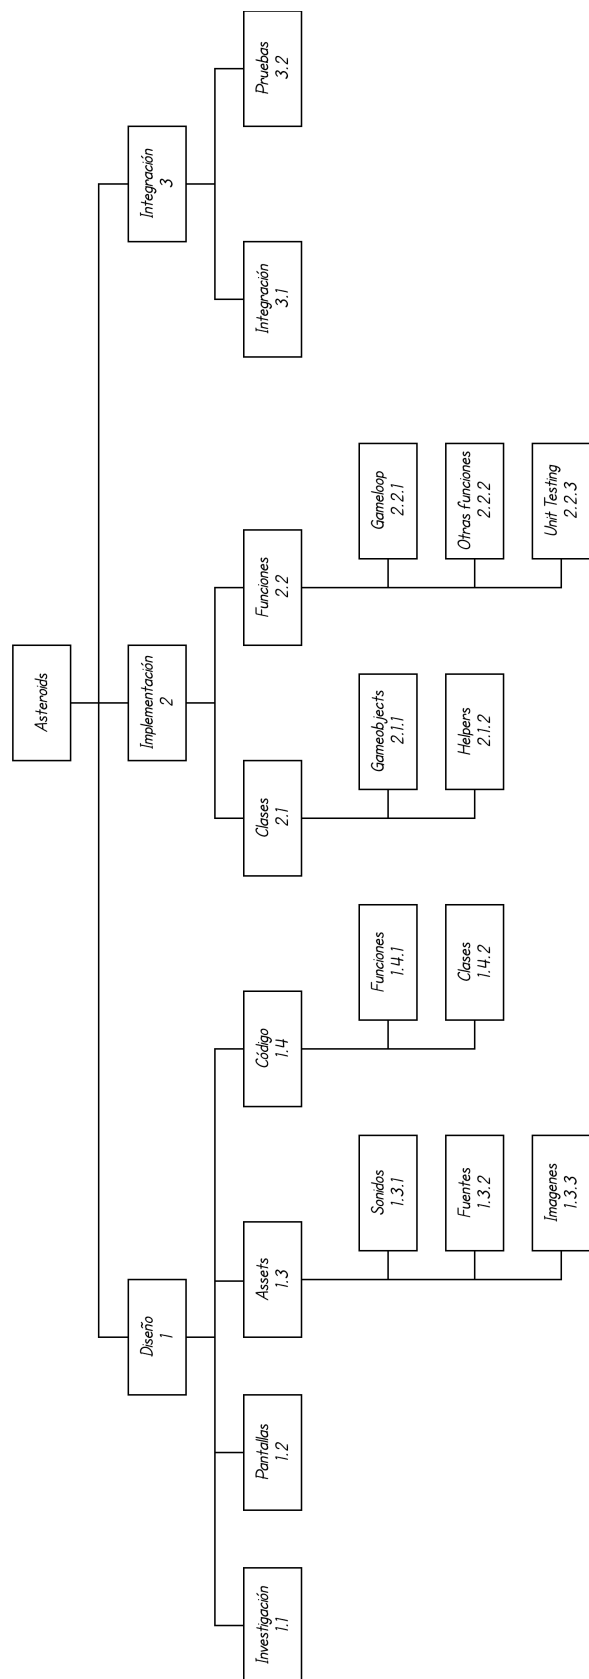 Asteroids
Diseño
1
Implementación
2
Integración
3
Investigación
1.1
Pantallas
1.2
Assets
1.3
Código
1.4
Clases
2.1
Funciones
2.2
Integración
3.1
Pruebas
3.2
Sonidos
1.3.1
Funciones
1.4.1
Gameobjects
2.1.1
Gameloop
2.2.1
Fuentes
1.3.2
Clases
1.4.2
Helpers
2.1.2
Otras funciones
2.2.2
Imagenes
1.3.3
Unit Testing
2.2.3